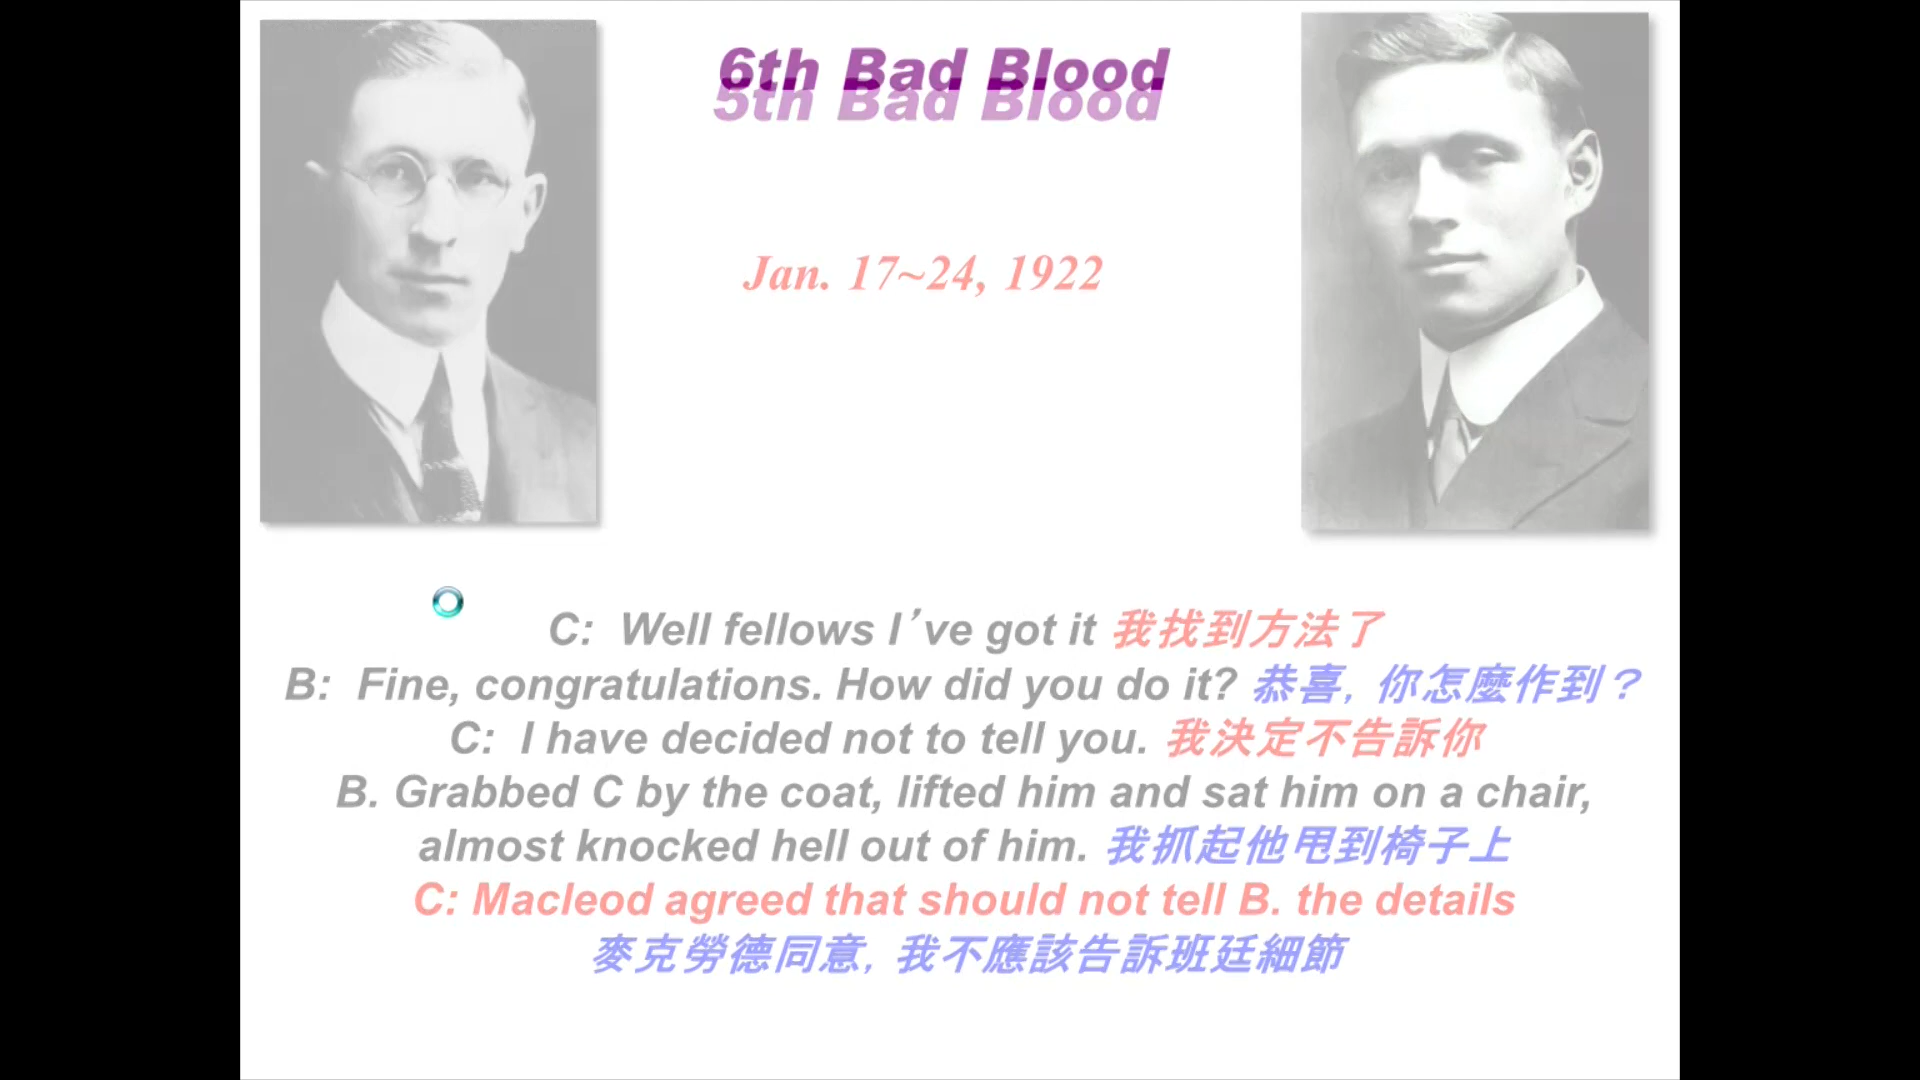 6th Bad Blood
5th Bad Blood
Jan. 17~24, 1922
C: Well fellows I´ve got it 我找到方法了
B: Fine, congratulations. How did you do it? 恭喜, 你怎麼作到？
C: I have decided not to tell you. 我決定不告訴你
B. Grabbed C by the coat, lifted him and sat him on a chair,
almost knocked hell out of him. 我抓起他甩到椅子上
C: Macleod agreed that should not tell B. the details
麥克勞德同意, 我不應該告訴班廷細節